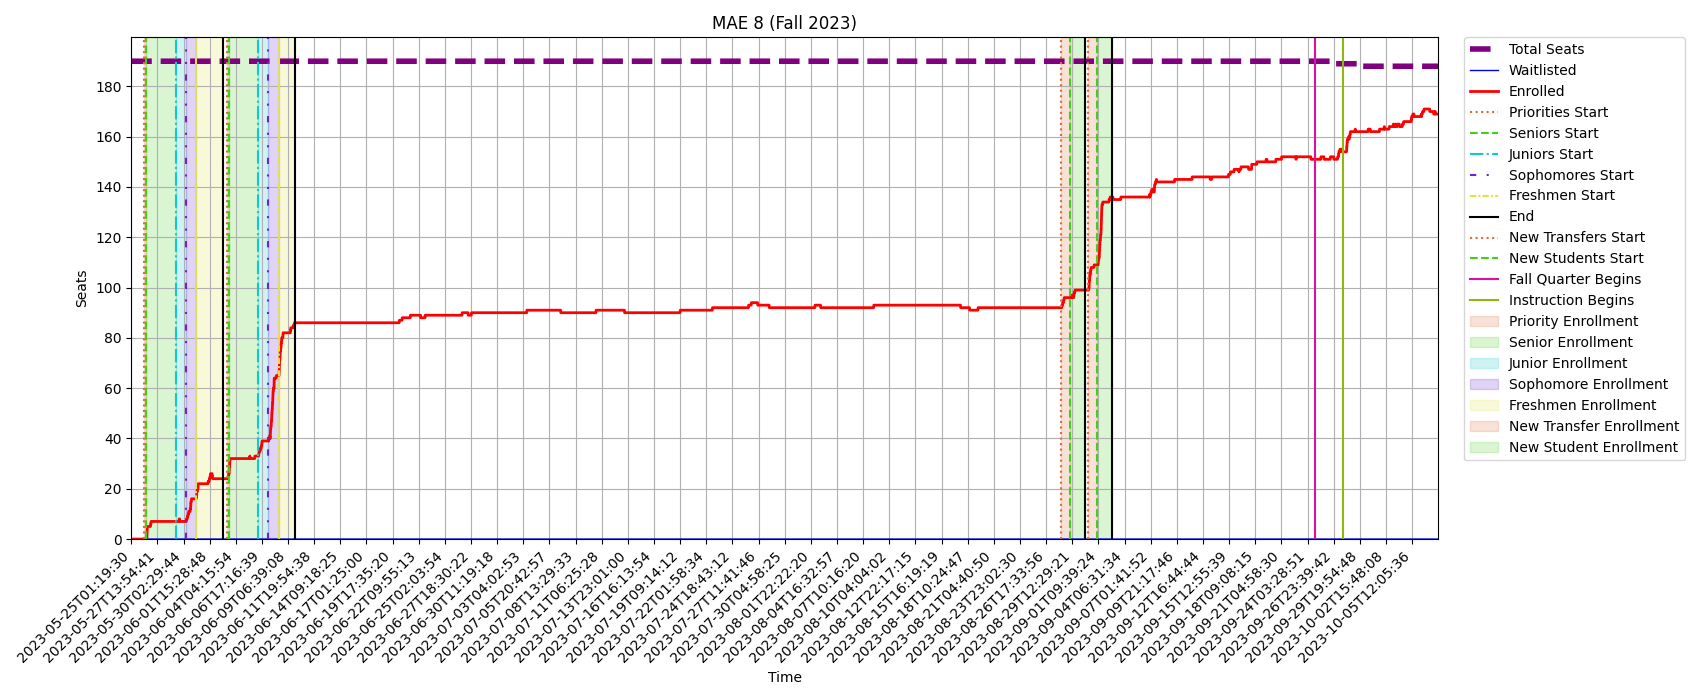 MAE 8 (Fall 2023)
Seats
180
160
140
120
100
80
60
40
20
0
2023-05-25T01:19:30
2023-05-27T13:54:41
2023-05-30T02:29:44
2023-06-01T15:28:48
2023-06-04T04:15:54
2023-06-06T17:16:39
2023-06-09T06:39:08
2023-06-11T19:54:38
2023-06-14T09:18:25
2023-06-17T01:25:00
2023-06-19T17:35:20
2023-06-22T09:55:13
2023-06-25T02:03:54
2023-06-27T18:30:22
2023-06-30T11:19:18
2023-07-03T04:02:53
2023-07-05T20:42:57
2023-07-08T13:29:33
2023-07-11T06:25:28
2023-07-13T23:01:00
2023-07-16T16:13:54
2023-07-19T09:14:12
2023-07-22T01:58:34
2023-07-24T18:43:12
2023-07-27T11:41:46
2023-07-30T04:58:25
2023-08-01T22:22:20
2023-08-04T16:32:57
2023-08-07T10:16:20
2023-08-10T04:04:02
2023-08-12T22:17:15
2023-08-15T16:19:19
2023-08-18T10:24:47
2023-08-21T04:40:50
2023-08-23T23:02:30
2023-08-26T17:33:56
2023-08-29T12:29:21
2023-09-01T09:39:24
2023-09-04T06:31:34
2023-09-07T01:41:52
2023-09-09T21:17:46
2023-09-12T16:44:44
2023-09-15T12:55:39
2023-09-18T09:08:15
2023-09-21T04:58:30
2023-09-24T03:28:51
2023-09-26T23:39:42
2023-09-29T19:54:48
2023-10-02T15:48:08
2023-10-05T12:05:36
Time
Total Seats
Waitlisted
Enrolled
Priorities Start
Seniors Start
Juniors Start
Sophomores Start
Freshmen Start
End
New Transfers Start
New Students Start
Fall Quarter Begins
Instruction Begins
Priority Enrollment
Senior Enrollment
Junior Enrollment
Sophomore Enrollment
Freshmen Enrollment
New Transfer Enrollment
New Student Enrollment